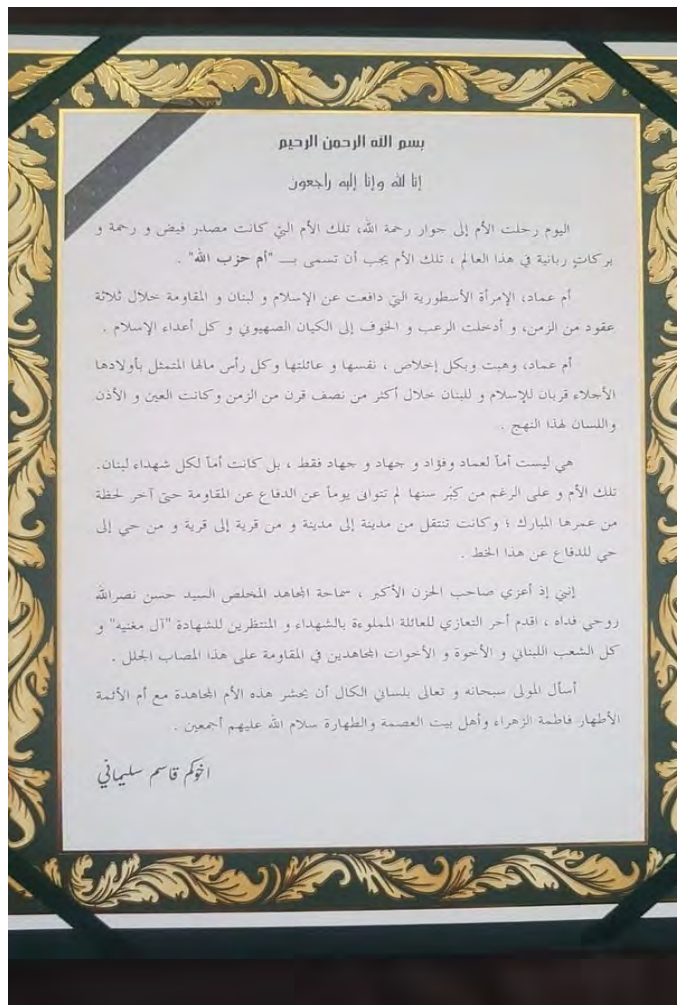 بسم الله الرحمن الرحيم
إنا لله وإنا إليه راجعون
اليوم رحلت الأم إلى جوار رحمة الله، تلك الأم التي كانت مصدر فيض و رحمة و
بركاتٍ ربانية في هذا العالم ، تلك الأم يجب أن تسمى بـــ "أم حزب الله" .
أم عماد، الإمرأة الأسطورية التي دافعت عن الإسلام و لبنان و المقاومة خلال ثلاثة
عقود من الزمن، و أدخلت الرعب و الخوف إلى الكيان الصهيوني و كل أعداء الإسلام .
أم عماد، وهبت وبكل إخلاص ، نفسها و عائلتها وكل رأس مالها المتمثل بأولادها
الأجلاء قربان للإسلام و للبنان خلال أكثر من نصف قرن من الزمن وكانت العين و الأذن
واللسان لهذا النهج .
هي ليست أماً لعماد وفؤاد و جهاد و جهاد فقط ، بل كانت أماً لكل شهداء لبنان.
تلك الأم و على الرغم من كبَر سنها لم تتوانى يوماً عن الدفاع عن المقاومة حتى آخر لحظة
من عمرها المبارك ؛ وكانت تنتقل من مدينة إلى مدينة و من قرية إلى قرية و من حي إلى
حي للدفاع عن هذا الخط .
إنني إذ أعزي صاحب الحزن الأكبر ، سماحة المجاهد المخلص السيد حسن نصرالله
روحي فداه ، اقدم أحر التعازي للعائلة المملوءة بالشهداء و المنتظرين للشهادة "آل مغنيه" و
كل الشعب اللبناني و الأخوة و الأخوات المجاهدين في المقاومة على هذا المصاب الجلل .
أسأل المولى سبحانه و تعالى بلساني الكال أن يحشر هذه الأم المجاهدة مع أم الأئمة
الأطهار فاطمة الزهراء وأهل بيت العصمة والطهارة سلام الله عليهم أجمعين .
اخوكم قاسم سليماني